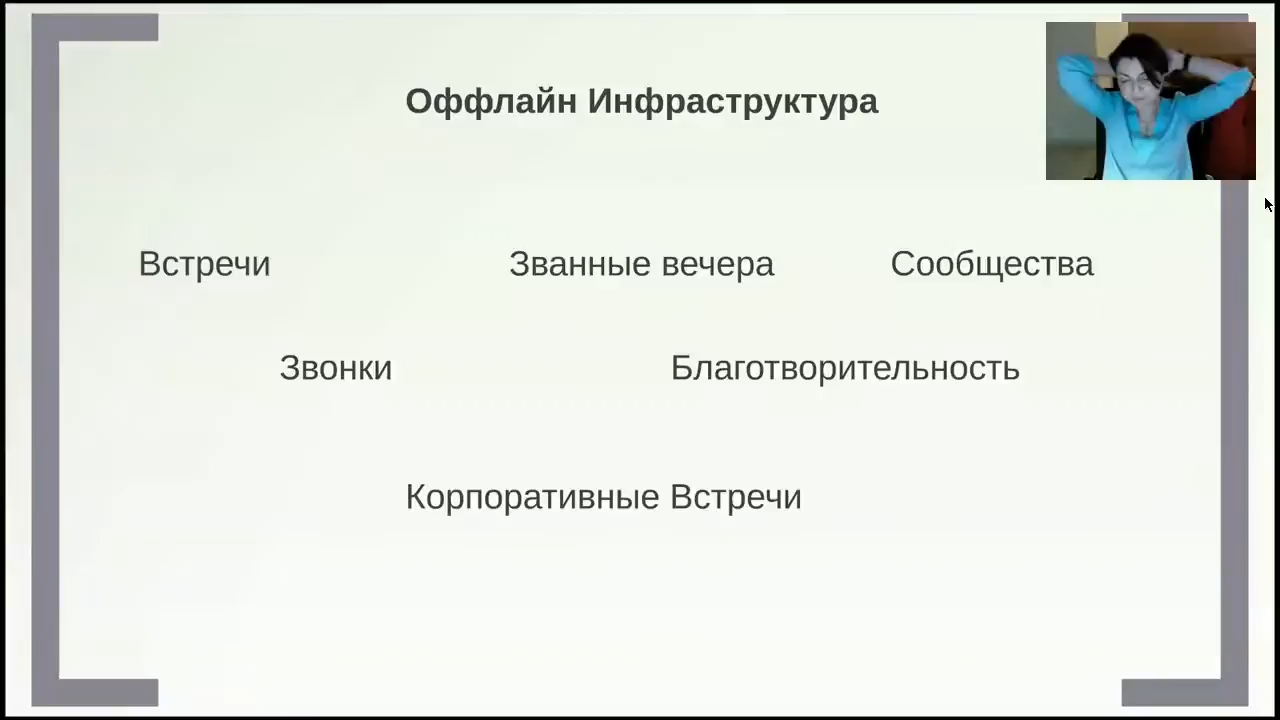 Оффлайн Инфраструктура
Встречи Званные вечера Сообщества
Звонки Благотворительность
Корпоративные Встречи